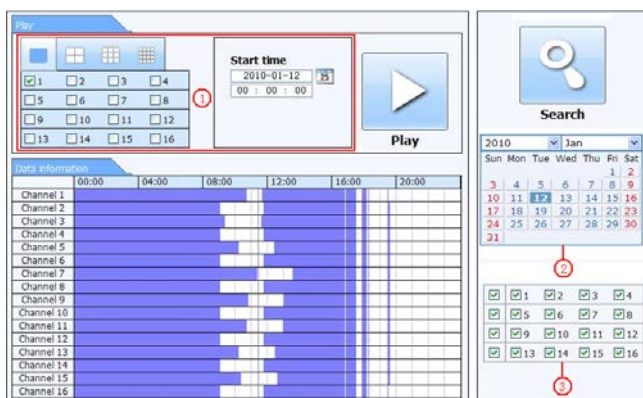 Play
1 2 3 4
5 6 7 8
9 10 11 12
13 14 15 16
1
Start time
2010-01-12 25
00 : 00 : 00
Play
Data information
00:00 04:00 08:00 12:00 16:00 20:00
Channel 1
Channel 2
Channel 3
Channel 4
Channel 5
Channel 6
Channel 7
Channel 8
Channel 9
Channel 10
Channel 11
Channel 12
Channel 13
Channel 14
Channel 15
Channel 16
Search
2010 Jan
Sun Mon Tue Wed Thu Fri Sat
1 2
3 4 5 6 7 8 9
10 11 12 13 14 15 16
17 18 19 20 21 22 23
24 25 26 27 28 29 30
31
2
1 2 3 4
5 6 7 8
9 10 11 12
13 14 15 16
3